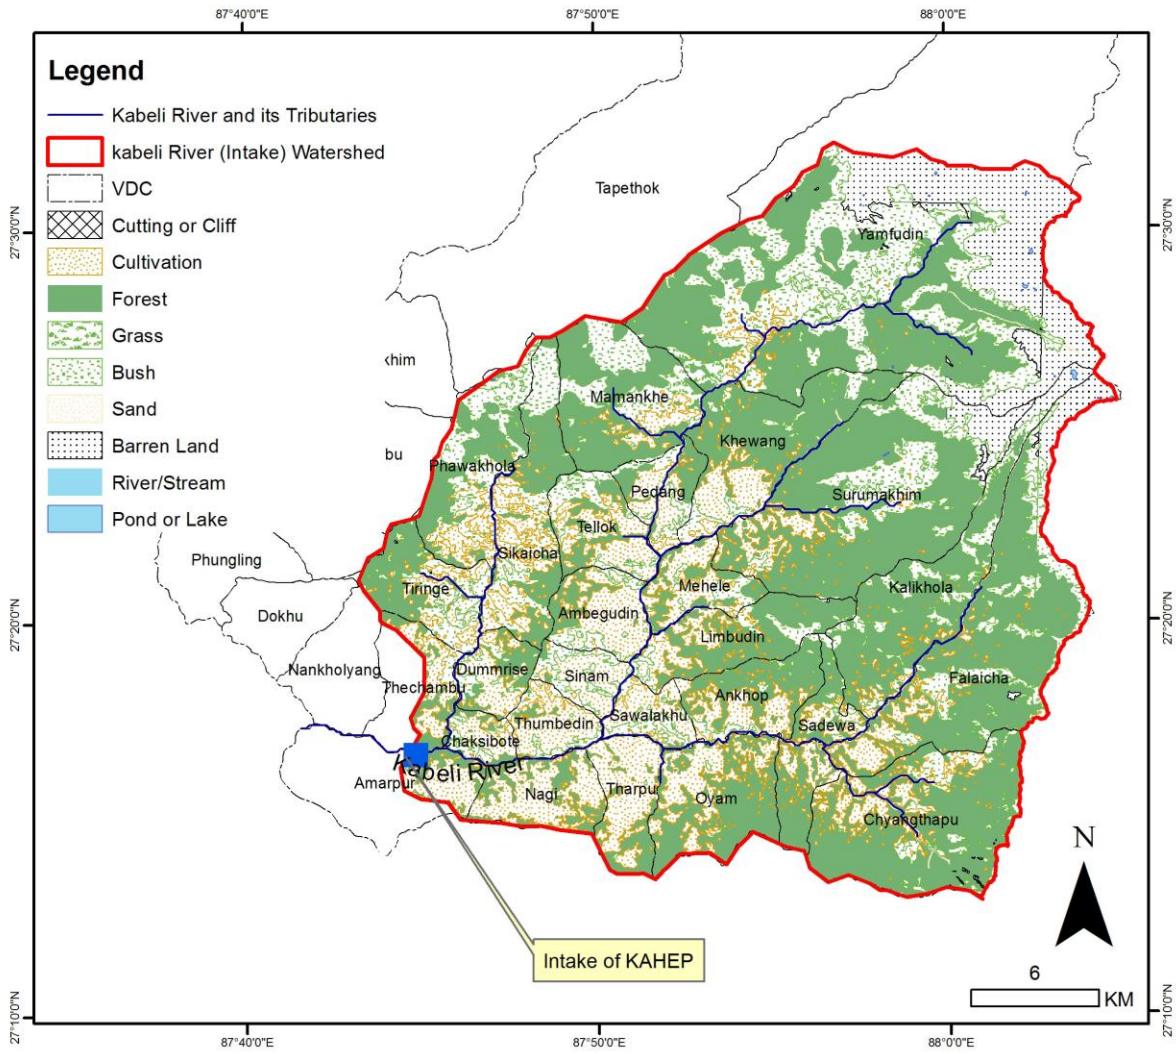 87°40'0"E
87°50'0"E
88°0'0"E
Legend
Kabeli River and its Tributaries
kabeli River (Intake) Watershed
VDC
Cutting or Cliff
Cultivation
Forest
Grass
Bush
Sand
Barren Land
River/Stream
Pond or Lake
27°30'0"N
27°30'0"N
27°20'0"N
27°20'0"N
27°10'0"N
27°10'0"N
Tapethok
Yamfudin
khim
Mamankhe
Khewang
bu
Phawakhola
Pedang
Surumakhim
Tellok
Sikaicha
Phungling
Tiringe
Mehele
Kalikhola
Dokhu
Ambegudin
Limbudin
Nankholyang
Dummrise
Sinam
Falaicha
Thechambu
Ankhop
Sawalakhu
Thumbedin
Sadewa
Chaksibote
Kabeli River
Amarpur
Nagi
Tharpu
Oyam
Chyangthapu
N
Intake of KAHEP
6
KM
87°40'0"E
87°50'0"E
88°0'0"E